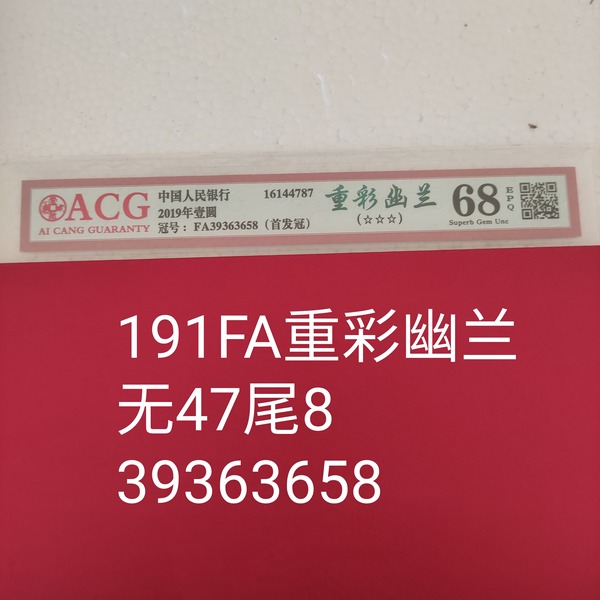 ACG
AI CANG GUARANTY
中国人民银行 16144787
2019年壹圆
冠号：FA39363658（首发冠）
重彩幽兰
(☆☆☆)
68
EPQ
Superb Gem Unc
191FA重彩幽兰
无47尾8
39363658